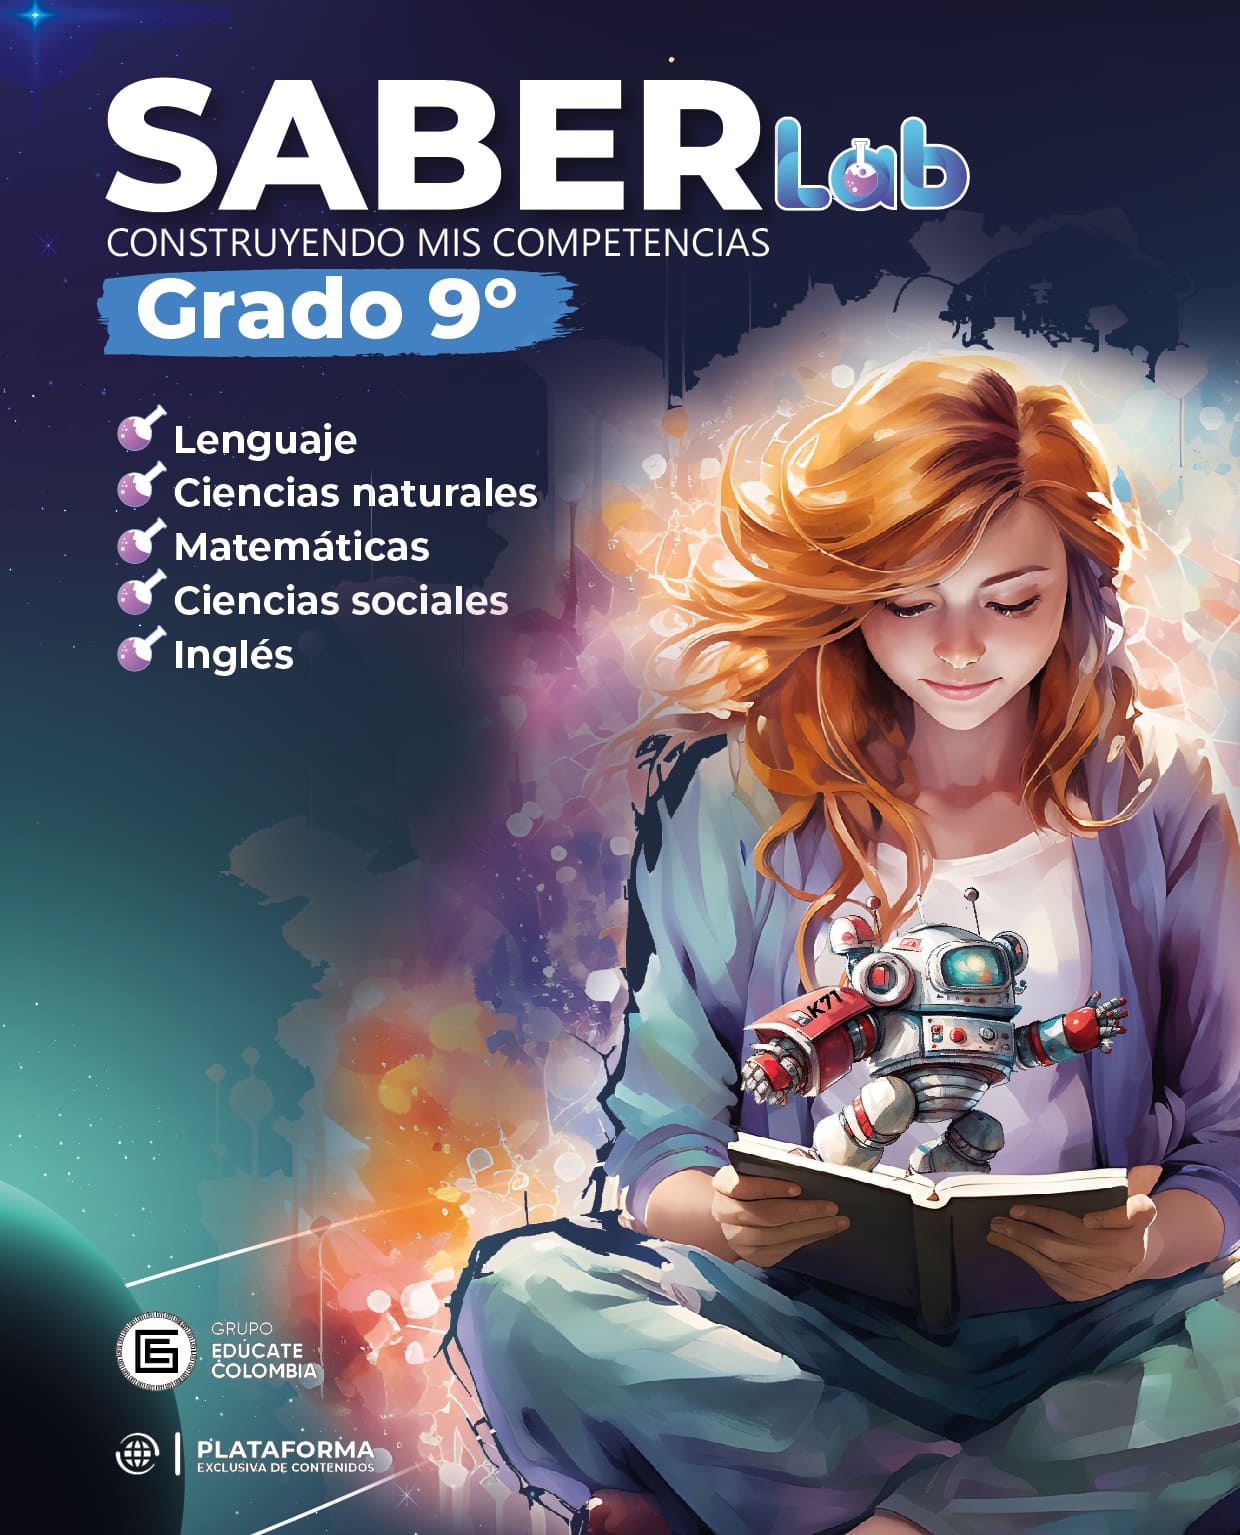 SABER Lab
CONSTRUYENDO MIS COMPETENCIAS
Grado 9°
Lenguaje
Ciencias naturales
Matemáticas
Ciencias sociales
Inglés
K71
GRUPO
EDÚCATE
COLOMBIA
PLATAFORMA
EXCLUSIVA DE CONTENIDOS